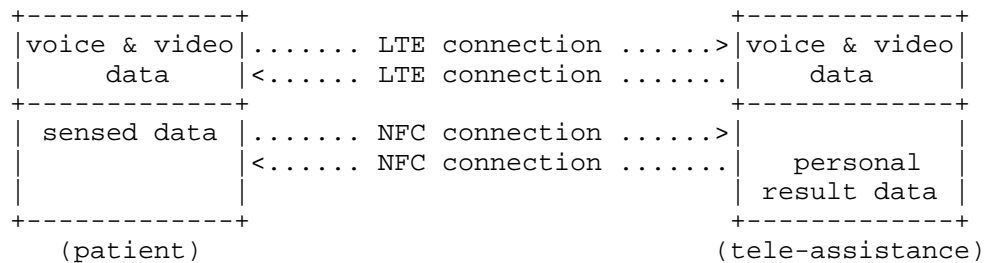 +-------------+                            +-------------+
|voice & video|....... LTE connection ......>|voice & video|
|     data    |<...... LTE connection .......|     data    |
+-------------+                            +-------------+
| sensed data |....... NFC connection ......>|             |
|             |<...... NFC connection .......|   personal  |
|             |                              | result data |
+-------------+                            +-------------+
(patient)                                 (tele-assistance)